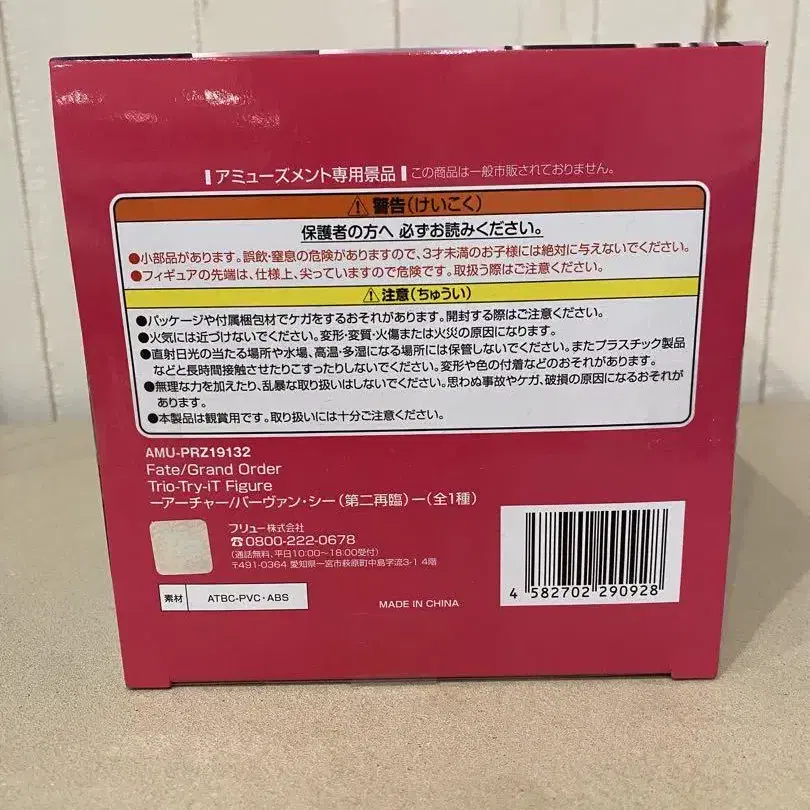 アミューズメント専用景品 この商品は一般市販されておりません。
警告(けいこく)
保護者の方へ 必ずお読みください。
●小部品があります。誤飲・窒息の危険がありますので、3才未満のお子様には絶対に与えないでください。
●フィギュアの先端は、仕様上、尖っていますので危険です。取扱う際はご注意ください。
注意(ちゅうい)
●パッケージや付属梱包材でケガをするおそれがあります。開封する際はご注意ください。
●火気には近づけないでください。変形・変質・火傷または火災の原因になります。
●直射日光の当たる場所や水場、高温・多湿になる場所には保管しないでください。またプラスチック製品
などと長時間接触させたりこすったりしないでください。変形や色の付着などのおそれがあります。
●無理な力を加えたり、乱暴な取り扱いはしないでください。思わぬ事故やケガ、破損の原因になるおそれが
あります。
●本製品は観賞用です。取り扱いには十分ご注意ください。
AMU-PRZ19132
Fate/Grand Order
Trio-Try-iT Figure
ーアーチャー/バーヴァン・シー(第二再臨)ー(全1種)
フリュー株式会社
☎0800-222-0678
(通話無料、平日10:00～18:00受付)
〒491-0364 愛知県一宮市萩原町中島字流3-1 4階
素材 ATBC-PVC・ABS
MADE IN CHINA
4 582702 290928